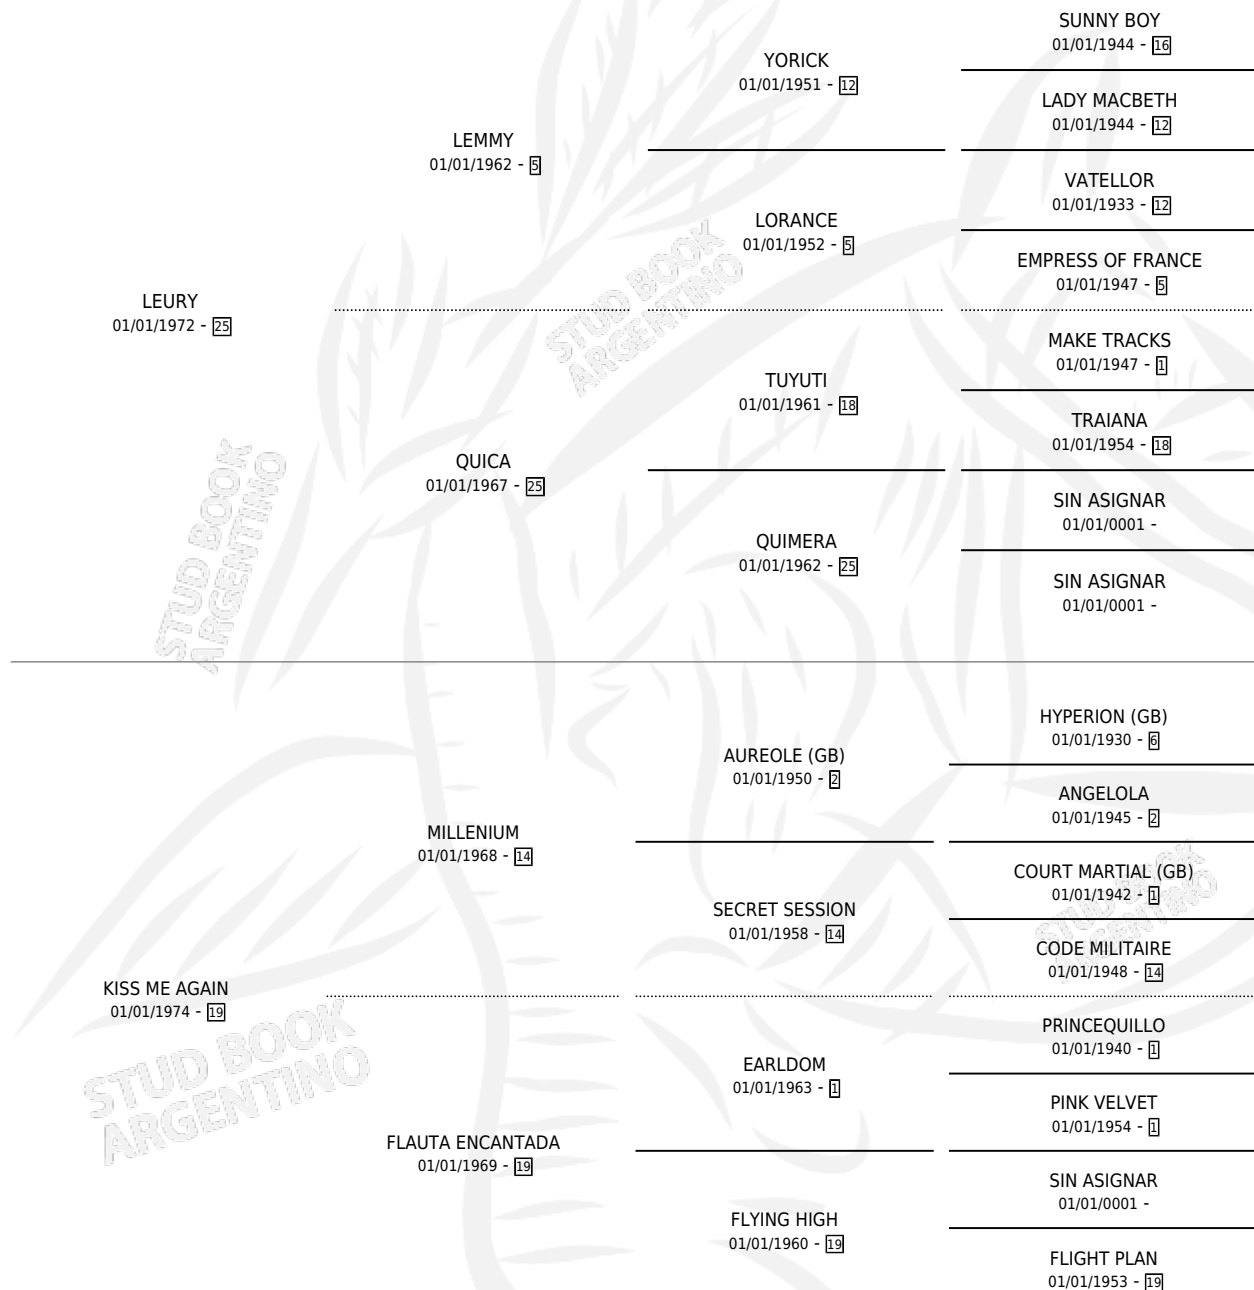 SUNNY BOY
01/01/1944 - 16
YORICK
01/01/1951 - 12
LADY MACBETH
01/01/1944 - 12
LEMMY
01/01/1962 - 5
VATELLOR
01/01/1933 - 12
LORANCE
01/01/1952 - 5
EMPRESS OF FRANCE
01/01/1947 - 5
LEURY
01/01/1972 - 25
MAKE TRACKS
01/01/1947 - 1
TUYUTI
01/01/1961 - 18
TRAIANA
01/01/1954 - 18
QUICA
01/01/1967 - 25
SIN ASIGNAR
01/01/0001 -
QUIMERA
01/01/1962 - 25
SIN ASIGNAR
01/01/0001 -
STUD BOOK
ARGENTINO
STUD BOOK
ARGENTINO
HYPERION (GB)
01/01/1930 - 6
AUREOLE (GB)
01/01/1950 - 2
ANGELOLA
01/01/1945 - 2
MILLENIUM
01/01/1968 - 14
COURT MARTIAL (GB)
01/01/1942 - 1
SECRET SESSION
01/01/1958 - 14
CODE MILITAIRE
01/01/1948 - 14
STUD BOOK
ARGENTINO
KISS ME AGAIN
01/01/1974 - 19
PRINCEQUILLO
01/01/1940 - 1
EARLDOM
01/01/1963 - 1
PINK VELVET
01/01/1954 - 1
STUD BOOK
ARGENTINO
FLAUTA ENCANTADA
01/01/1969 - 19
SIN ASIGNAR
01/01/0001 -
FLYING HIGH
01/01/1960 - 19
FLIGHT PLAN
01/01/1953 - 19